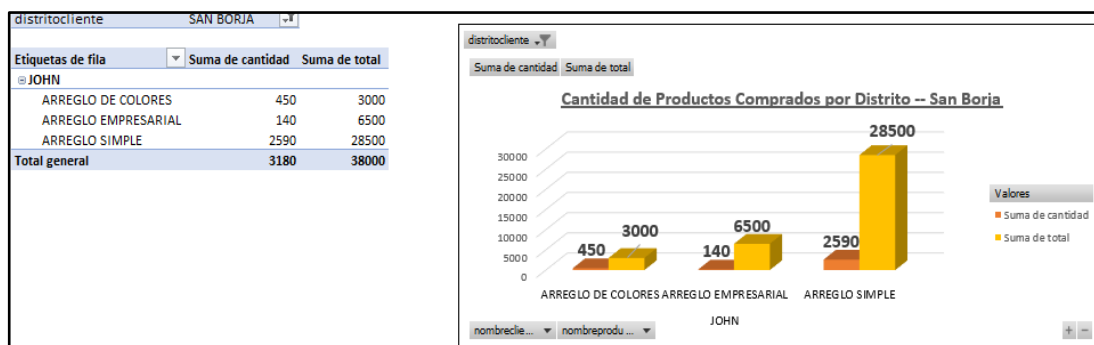 distritocliente SAN BORJA
Etiquetas de fila Suma de cantidad Suma de total
JOHN
ARREGLO DE COLORES 450 3000
ARREGLO EMPRESARIAL 140 6500
ARREGLO SIMPLE 2590 28500
Total general 3180 38000
distritocliente
Suma de cantidad Suma de total
Cantidad de Productos Comprados por Distrito -- San Borja
30000
25000
20000
15000
10000
5000
0
450 3000
140 6500
2590 28500
ARREGLO DE COLORES ARREGLO EMPRESARIAL ARREGLO SIMPLE
JOHN
Valores
Suma de cantidad
Suma de total
nombreclie... nombreprodu ...
+ −